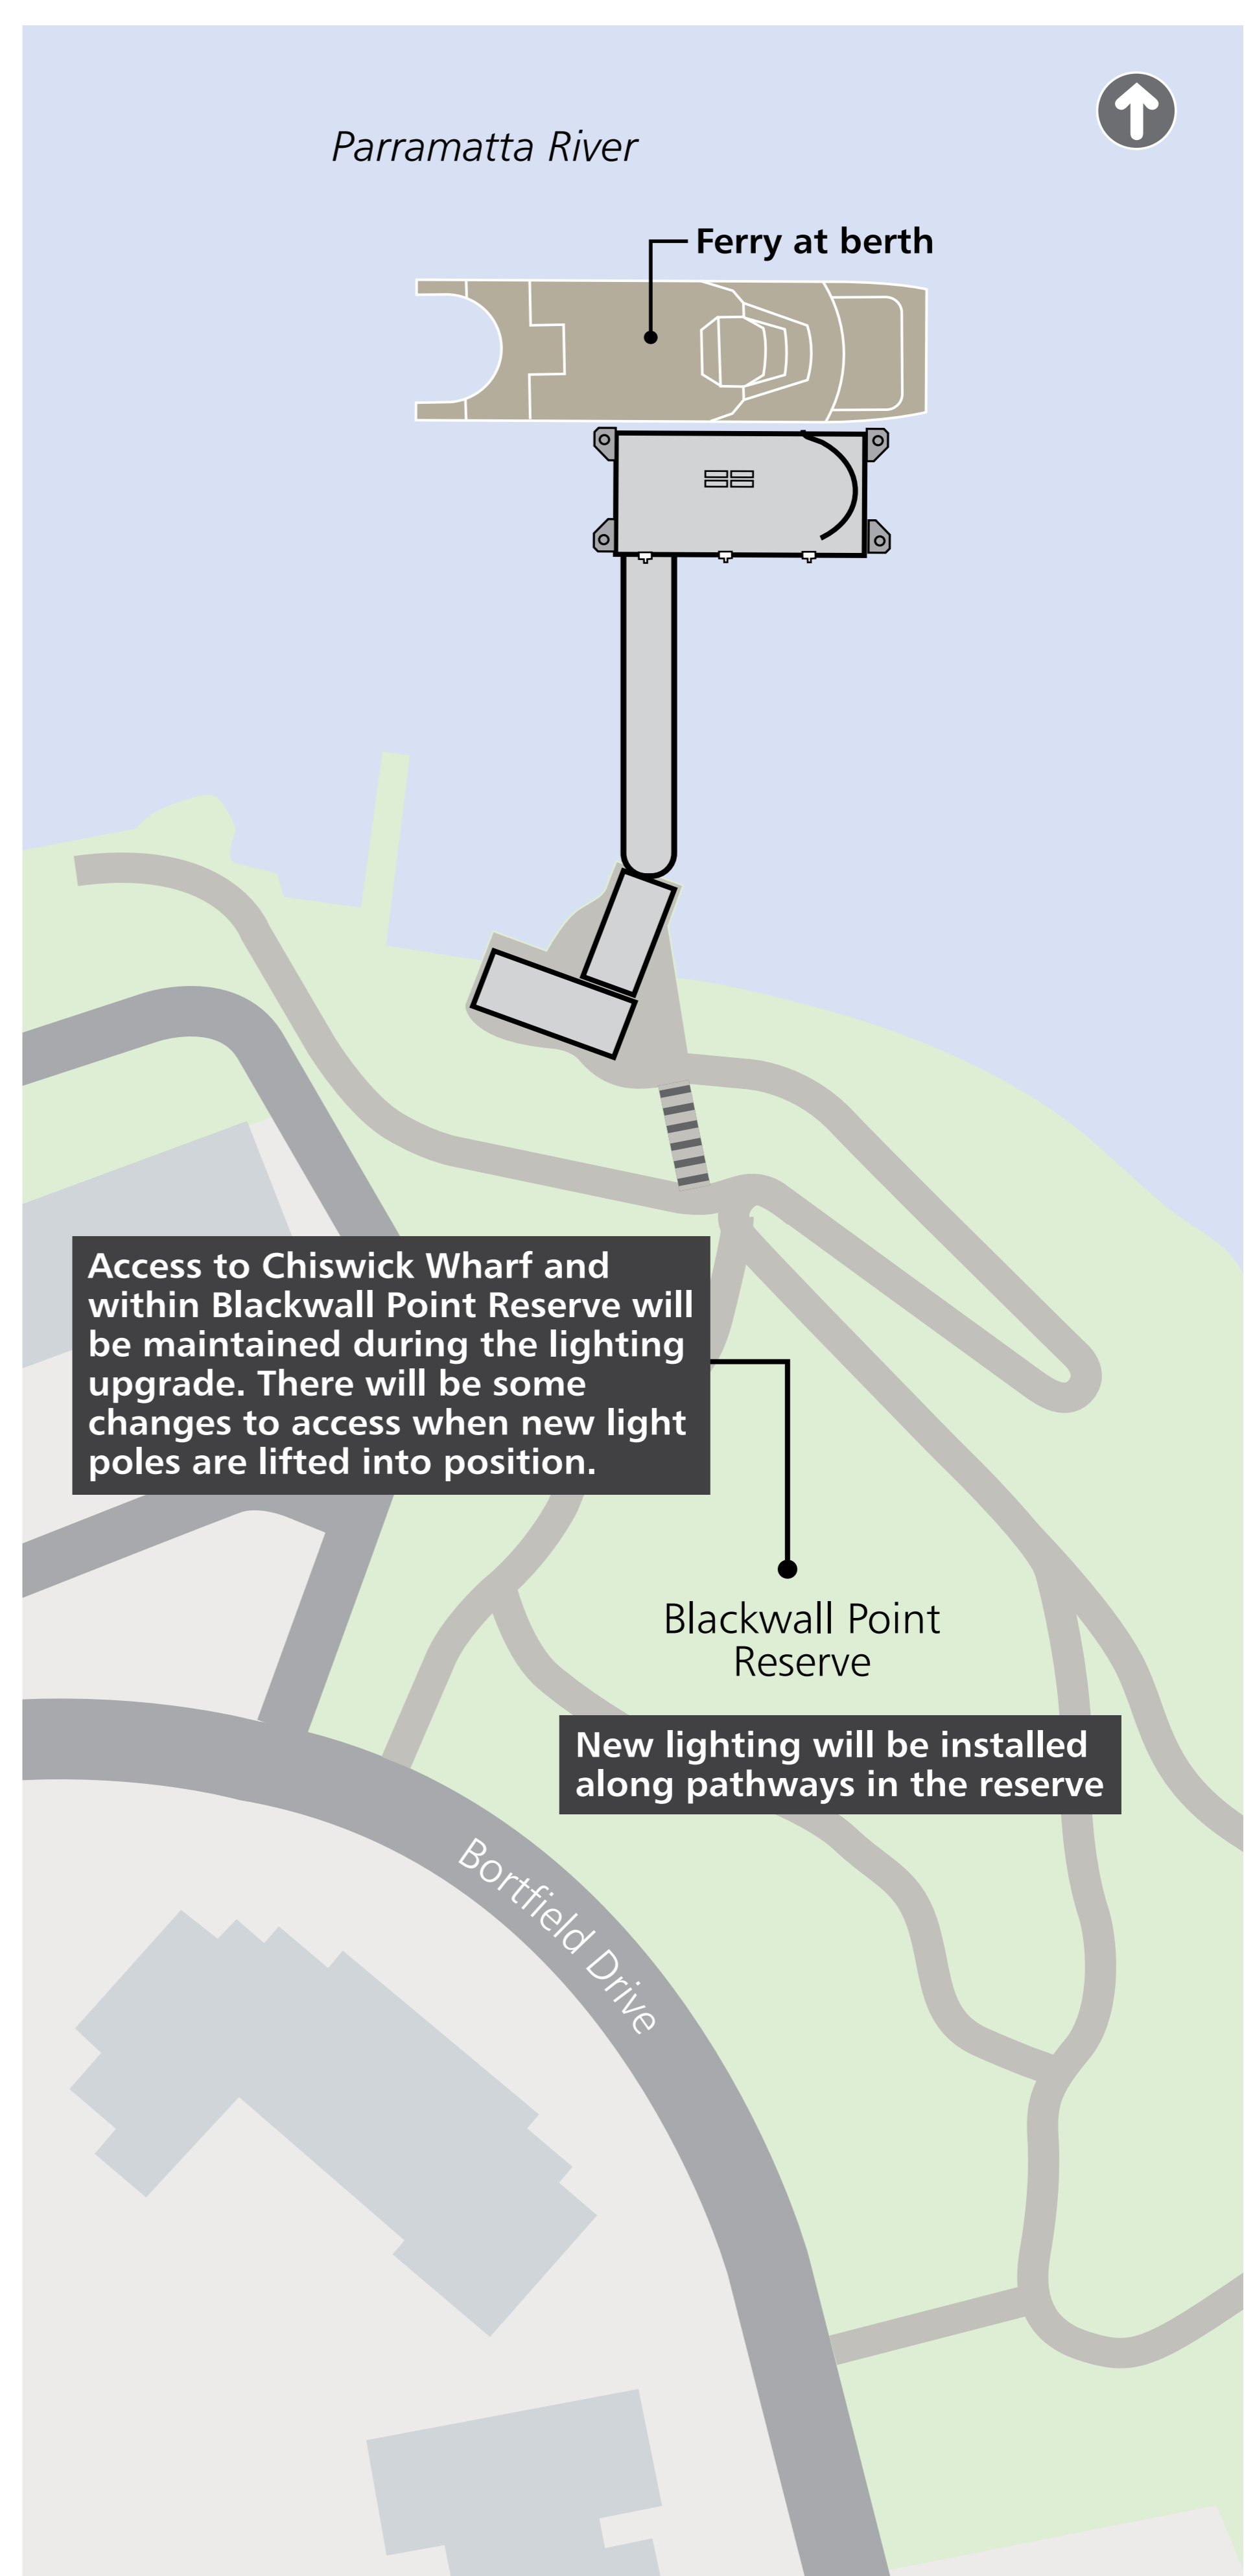 Parramatta River
Ferry at berth
Access to Chiswick Wharf and
within Blackwall Point Reserve will
be maintained during the lighting
upgrade. There will be some
changes to access when new light
poles are lifted into position.
Blackwall Point
Reserve
New lighting will be installed
along pathways in the reserve
Bortfield Drive